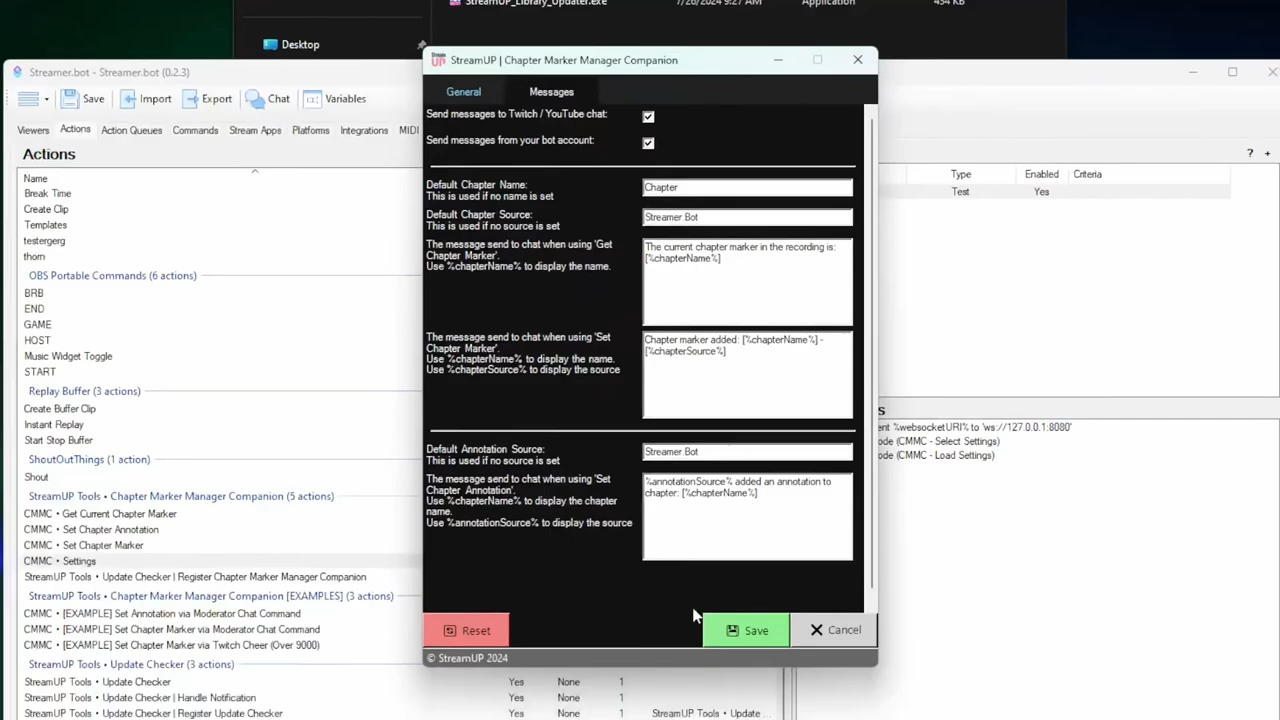 StreamUP_Library_Updater.exe 7/26/2024 9:27 AM Application 454 KB
Desktop
Streamer.bot - Streamer.bot (0.2.3)
Save Import Export Chat Variables
Viewers Actions Action Queues Commands Stream Apps Platforms Integrations MIDI
Actions
Name
Break Time
Create Clip
Templates
testergerg
thorn
OBS Portable Commands (6 actions)
BRB
END
GAME
HOST
Music Widget Toggle
START
Replay Buffer (3 actions)
Create Buffer Clip
Instant Replay
Start Stop Buffer
ShoutOutThings (1 action)
Shout
StreamUP Tools • Chapter Marker Manager Companion (5 actions)
CMMC • Get Current Chapter Marker
CMMC • Set Chapter Annotation
CMMC • Set Chapter Marker
CMMC • Settings
StreamUP Tools • Update Checker | Register Chapter Marker Manager Companion
StreamUP Tools • Chapter Marker Manager Companion [EXAMPLES] (3 actions)
CMMC • [EXAMPLE] Set Annotation via Moderator Chat Command
CMMC • [EXAMPLE] Set Chapter Marker via Moderator Chat Command
CMMC • [EXAMPLE] Set Chapter Marker via Twitch Cheer (Over 9000)
StreamUP Tools • Update Checker (3 actions)
StreamUP Tools • Update Checker Yes None 1
StreamUP Tools • Update Checker | Handle Notification Yes None 1
StreamUP Tools • Update Checker | Register Update Checker Yes None 1 StreamUP Tools • Update ...
StreamUP | Chapter Marker Manager Companion
General Messages
Send messages to Twitch / YouTube chat:
Send messages from your bot account:
Default Chapter Name:
This is used if no name is set
Chapter
Default Chapter Source:
This is used if no source is set
Streamer.Bot
The message send to chat when using 'Get
Chapter Marker'.
Use %chapterName% to display the name.
The current chapter marker in the recording is:
[%chapterName%]
The message send to chat when using 'Set
Chapter Marker'.
Use %chapterName% to display the name.
Use %chapterSource% to display the source
Chapter marker added: [%chapterName%] -
[%chapterSource%]
Default Annotation Source:
This is used if no source is set
Streamer.Bot
The message send to chat when using 'Set
Chapter Annotation'.
Use %chapterName% to display the chapter
name.
Use %annotationSource% to display the source
%annotationSource% added an annotation to
chapter: [%chapterName%]
Reset Save Cancel
© StreamUP 2024
? +
Type Enabled Criteria
Test Yes
s
ent %websocketURI% to 'ws://127.0.0.1:8080'
ode (CMMC - Select Settings)
ode (CMMC - Load Settings)